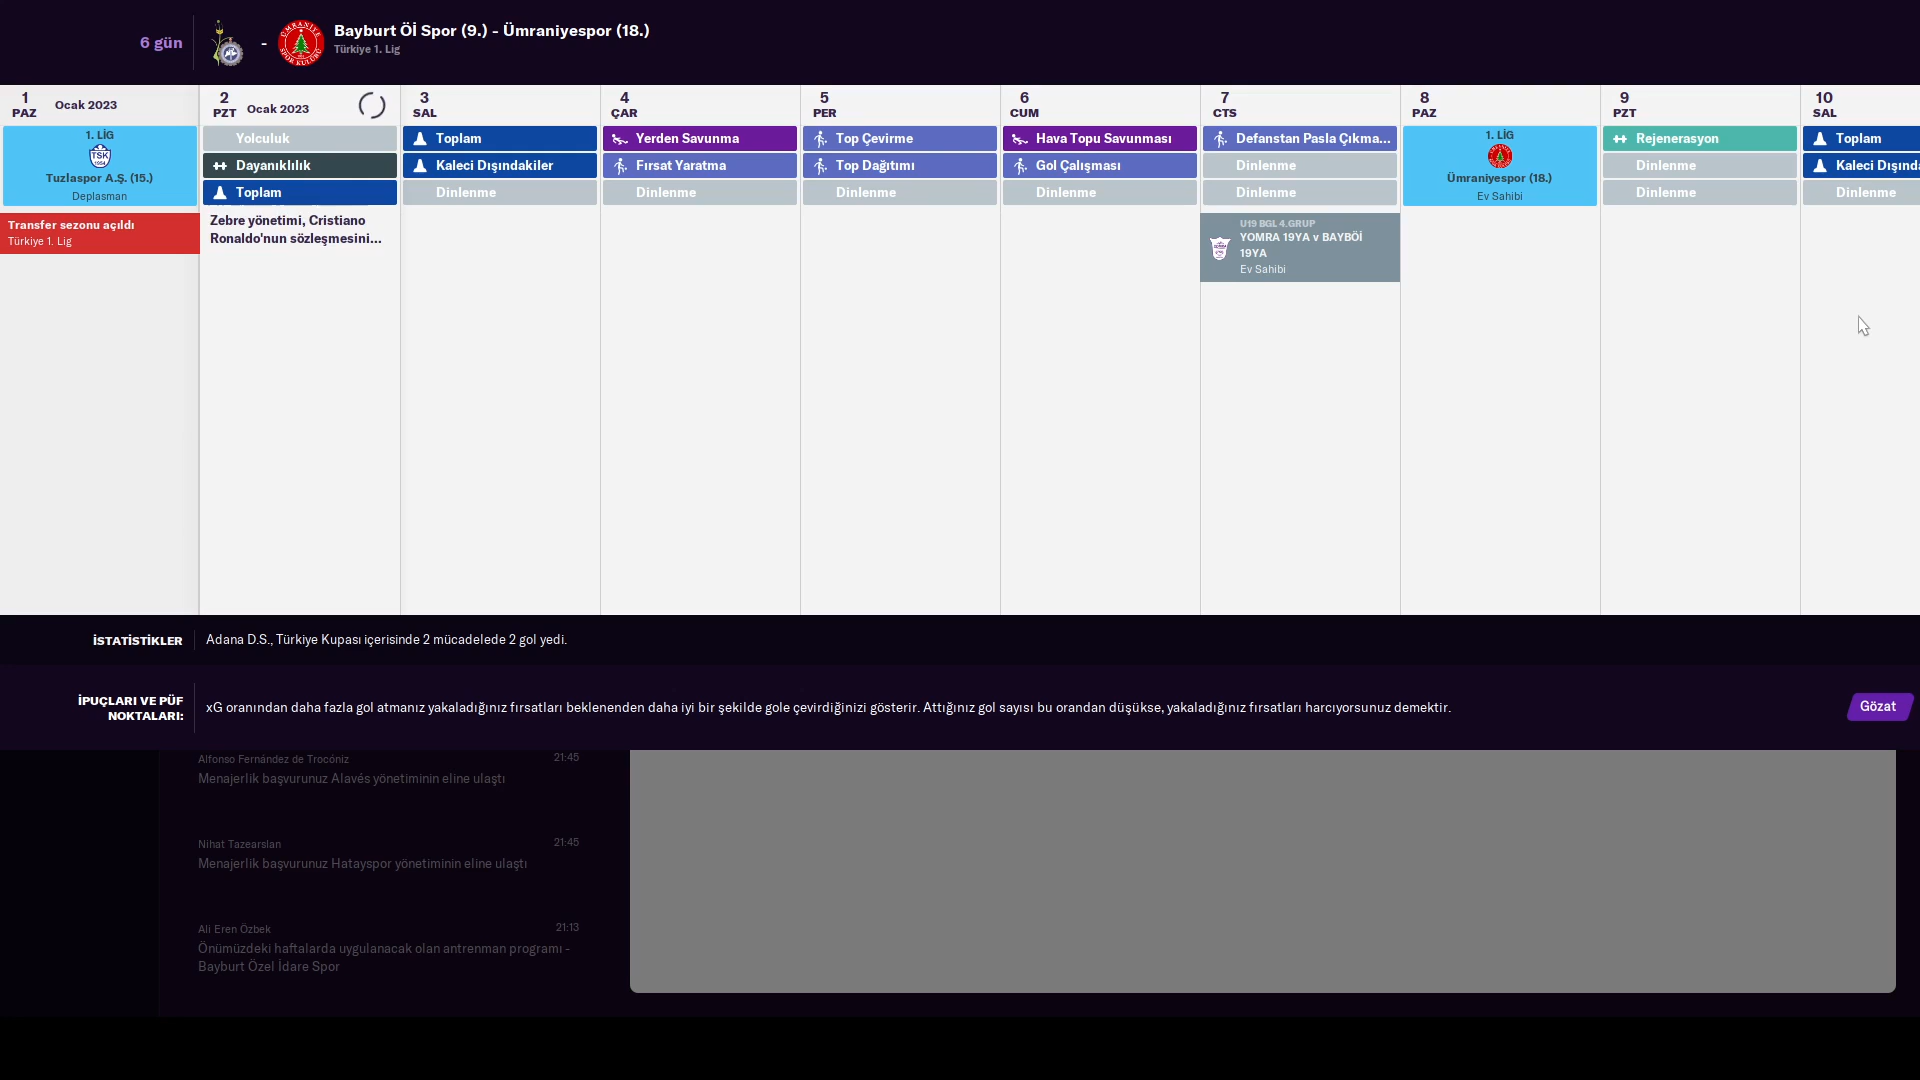 6 gün
-
Bayburt Öİ Spor (9.) - Ümraniyespor (18.)
Türkiye 1. Lig
1
PAZ
Ocak 2023
1. LİG
TSK
Tuzlaspor A.Ş. (15.)
Deplasman
Transfer sezonu açıldı
Türkiye 1. Lig
2
PZT
Ocak 2023
Yolculuk
Dayanıklılık
Toplam
Zebre yönetimi, Cristiano
Ronaldo'nun sözleşmesini...
3
SAL
Toplam
Kaleci Dışındakiler
Dinlenme
4
ÇAR
Yerden Savunma
Fırsat Yaratma
Dinlenme
5
PER
Top Çevirme
Top Dağıtımı
Dinlenme
6
CUM
Hava Topu Savunması
Gol Çalışması
Dinlenme
7
CTS
Defanstan Pasla Çıkma...
Dinlenme
Dinlenme
U19 BGL 4.GRUP
YOMRA 19YA v BAYBÖİ
19YA
Ev Sahibi
8
PAZ
1. LİG
Ümraniyespor (18.)
Ev Sahibi
9
PZT
Rejenerasyon
Dinlenme
Dinlenme
10
SAL
Toplam
Kaleci Dışında
Dinlenme
İSTATİSTİKLER
Adana D.S., Türkiye Kupası içerisinde 2 mücadelede 2 gol yedi.
İPUÇLARI VE PÜF
NOKTALARI:
xG oranından daha fazla gol atmanız yakaladığınız fırsatları beklenenden daha iyi bir şekilde gole çevirdiğinizi gösterir. Attığınız gol sayısı bu orandan düşükse, yakaladığınız fırsatları harcıyorsunuz demektir.
Gözat
Alfonso Fernández de Trocóniz
21:45
Menajerlik başvurunuz Alavés yönetiminin eline ulaştı
Nihat Tazearslan
21:45
Menajerlik başvurunuz Hatayspor yönetiminin eline ulaştı
Ali Eren Özbek
21:13
Önümüzdeki haftalarda uygulanacak olan antrenman programı -
Bayburt Özel İdare Spor